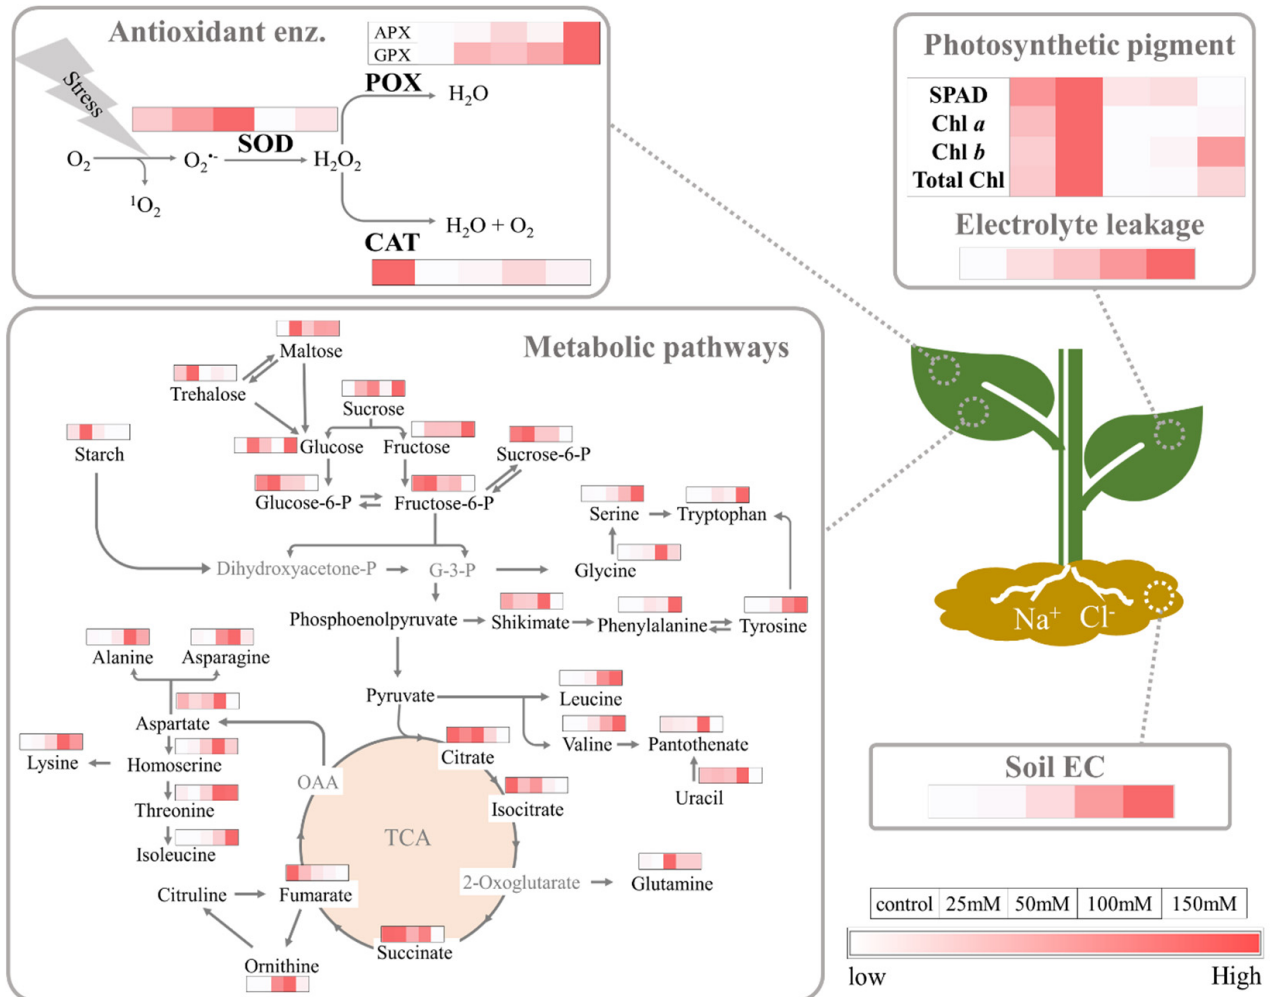 Antioxidant enz.
APX
GPX
POX
H₂O
Stress
SOD
O₂
O₂•-
H₂O₂
¹O₂
H₂O + O₂
CAT
Photosynthetic pigment
SPAD
Chl a
Chl b
Total Chl
Electrolyte leakage
Metabolic pathways
Maltose
Trehalose
Sucrose
Starch
Glucose
Fructose
Sucrose-6-P
Glucose-6-P
Fructose-6-P
Serine
Tryptophan
Dihydroxyacetone-P
G-3-P
Glycine
Phosphoenolpyruvate
Shikimate
Phenylalanine
Tyrosine
Alanine
Asparagine
Pyruvate
Leucine
Aspartate
Valine
Pantothenate
Lysine
Homoserine
Citrate
OAA
Uracil
Threonine
Isocitrate
TCA
Isoleucine
Citruline
Fumarate
2-Oxoglutarate
Glutamine
Succinate
Ornithine
Na⁺ Cl⁻
Soil EC
control 25mM 50mM 100mM 150mM
low High